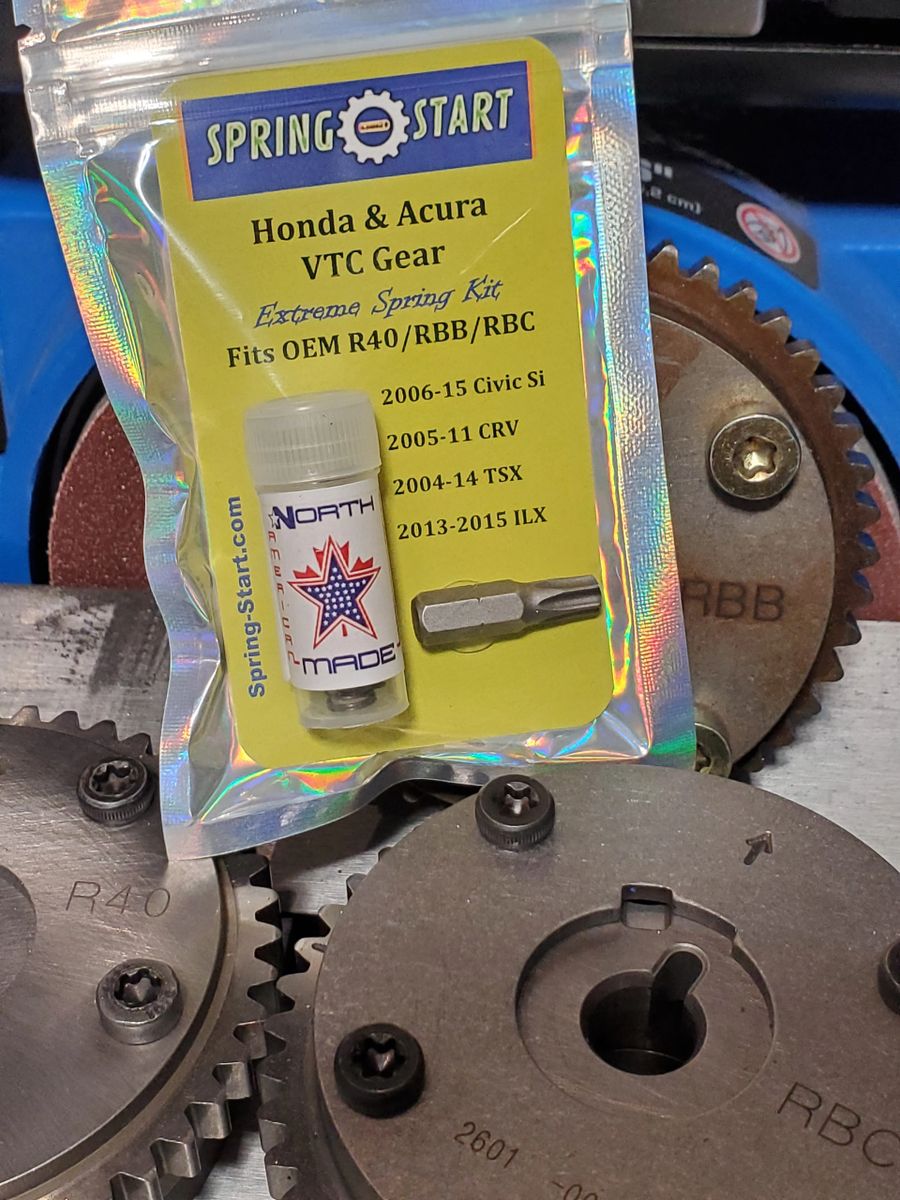 SPRING START
Honda & Acura
VTC Gear
Extreme Spring Kit
Fits OEM R40/RBB/RBC
2006-15 Civic Si
2005-11 CRV
2004-14 TSX
2013-2015 ILX
Spring-Start.com
NORTH
AMERICAN
MADE
RBB
R40
RBC
2601